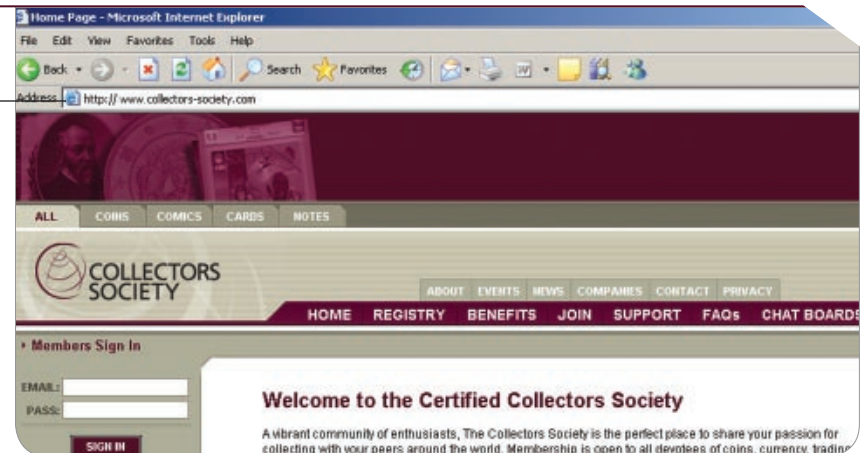 Home Page - Microsoft Internet Explorer
File Edit View Favorites Tools Help
Back Search Favorites
Address http:// www.collectors-society.com
ALL COINS COMICS CARDS NOTES
COLLECTORS
SOCIETY
ABOUT EVENTS NEWS COMPANIES CONTACT PRIVACY
HOME REGISTRY BENEFITS JOIN SUPPORT FAQs CHAT BOARDS
Members Sign In
EMAIL:
PASS:
SIGN IN
Welcome to the Certified Collectors Society
A vibrant community of enthusiasts, The Collectors Society is the perfect place to share your passion for
collecting with your peers around the world. Membership is open to all devotees of coins, currency, trading